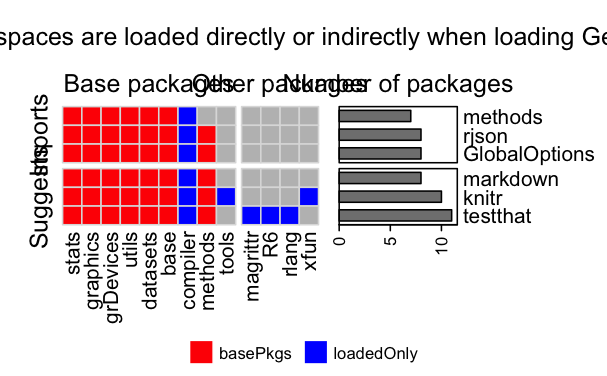 spaces are loaded directly or indirectly when loading Ge
Base packages Other packages Number of packages
Imports
Suggests
methods
rjson
GlobalOptions
markdown
knitr
testthat
stats
graphics
grDevices
utils
datasets
base
compiler
methods
tools
magrittr
R6
rlang
xfun
0 5 10
basePkgs loadedOnly